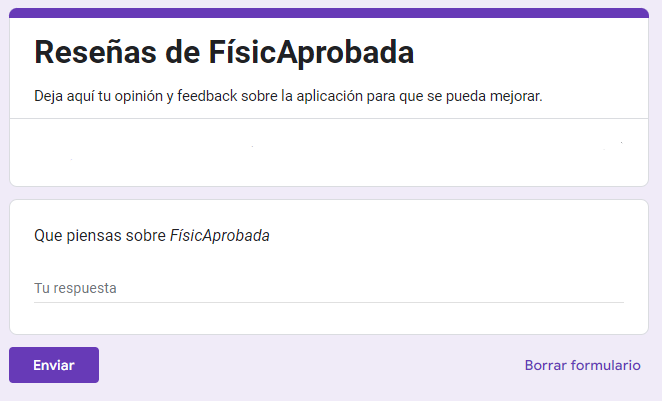 Reseñas de FísicAprobada
Deja aquí tu opinión y feedback sobre la aplicación para que se pueda mejorar.
Que piensas sobre FísicAprobada
Tu respuesta
Enviar
Borrar formulario